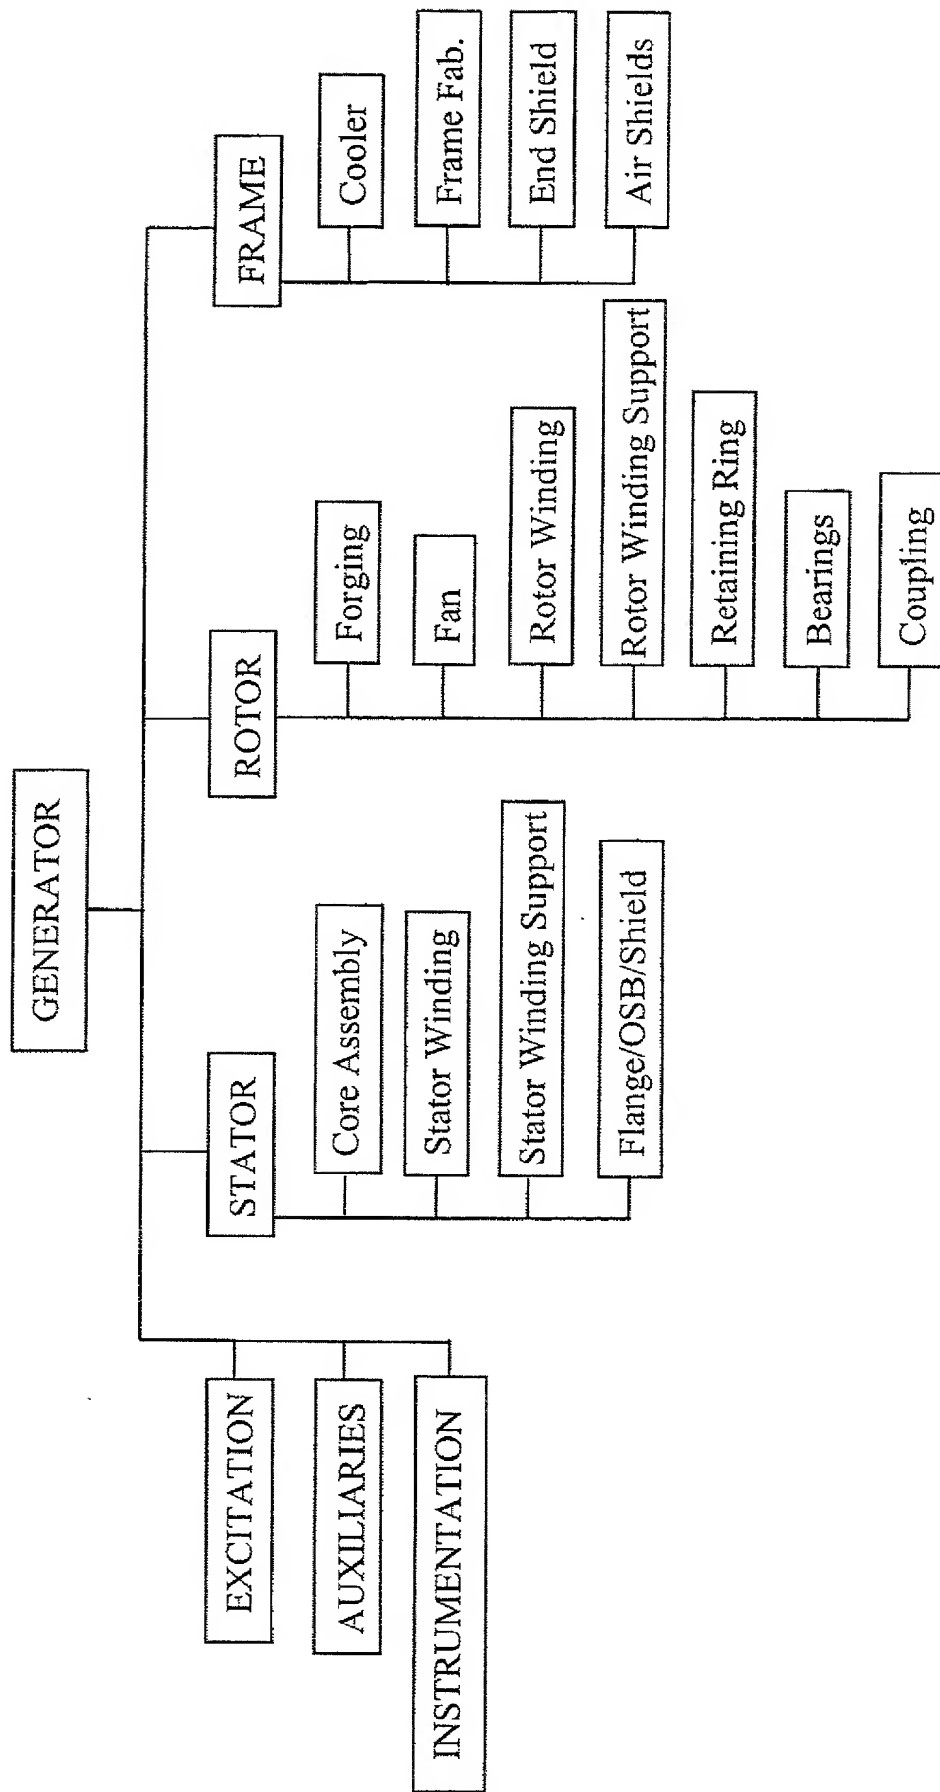 GENERATOR
EXCITATION
AUXILIARIES
INSTRUMENTATION
STATOR
Core Assembly
Stator Winding
Stator Winding Support
Flange/OSB/Shield
ROTOR
Forging
Fan
Rotor Winding
Rotor Winding Support
Retaining Ring
Bearings
Coupling
FRAME
Cooler
Frame Fab.
End Shield
Air Shields